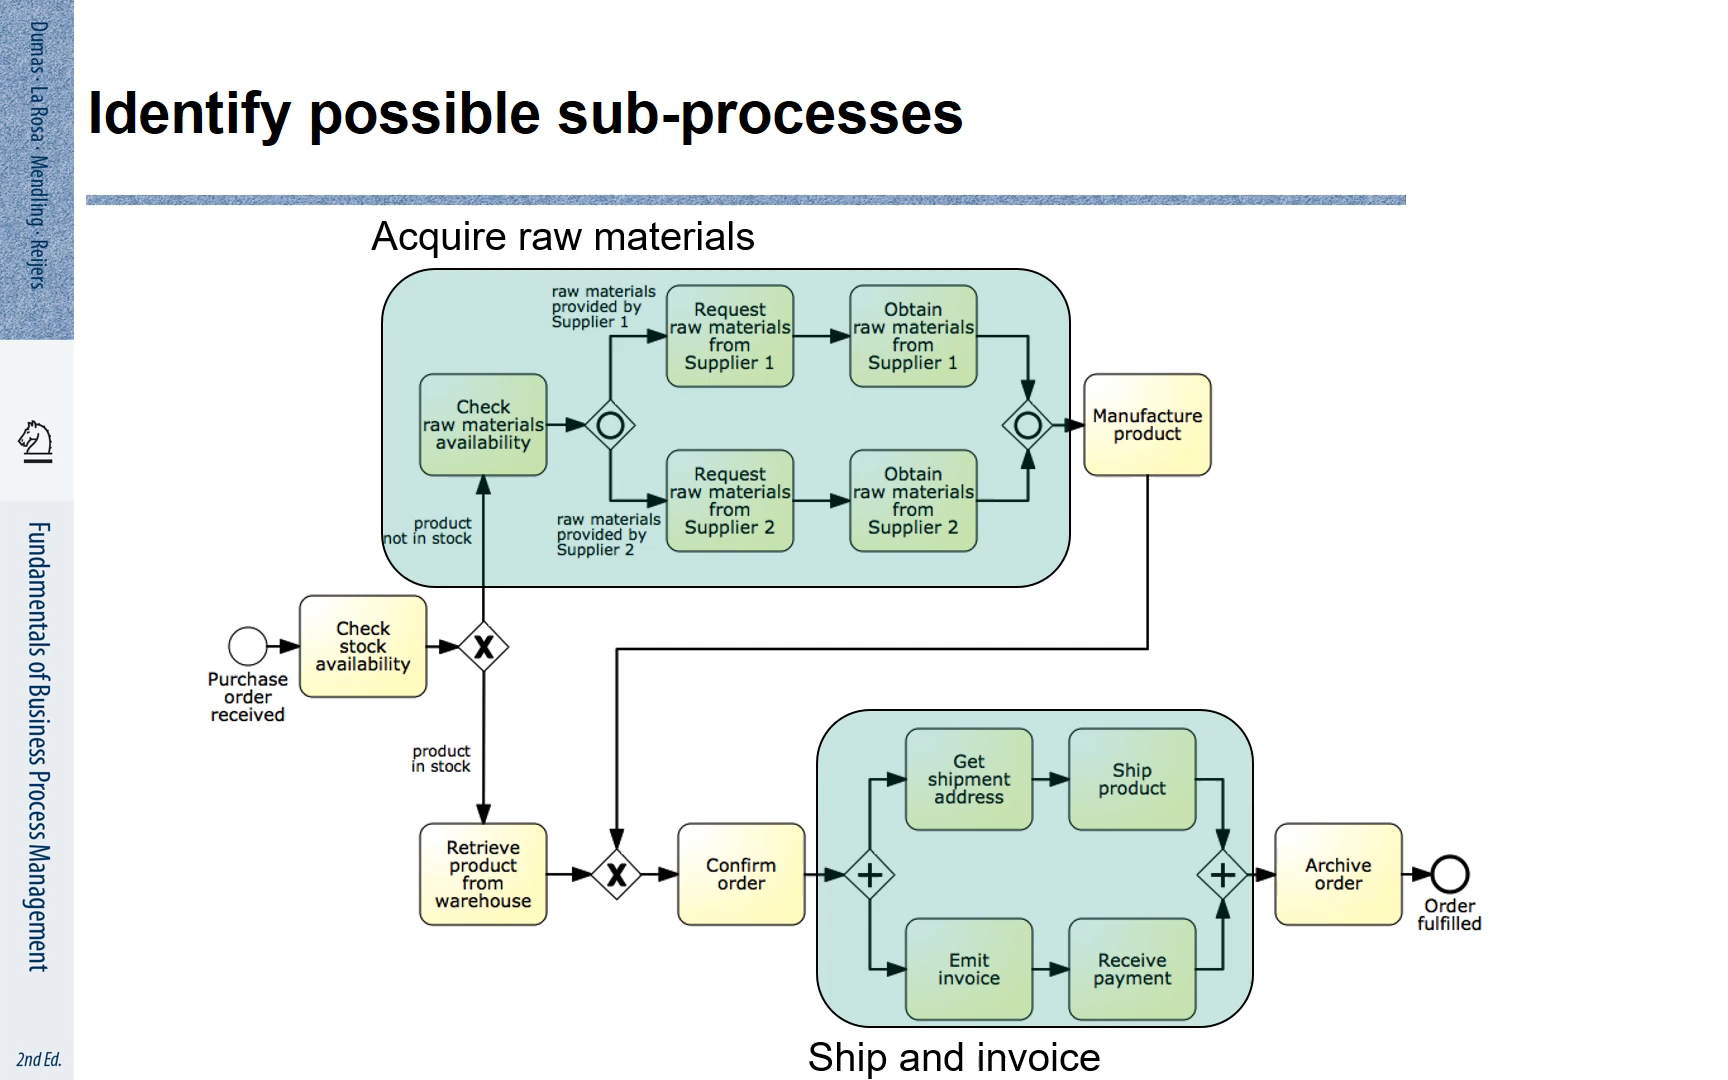 Dumas · La Rosa · Mendling · Reijers
Fundamentals of Business Process Management
2nd Ed.
Identify possible sub-processes
Acquire raw materials
raw materials
provided by
Supplier 1
Request
raw materials
from
Supplier 1
Obtain
raw materials
from
Supplier 1
Check
raw materials
availability
Manufacture
product
Request
raw materials
from
Supplier 2
Obtain
raw materials
from
Supplier 2
raw materials
provided by
Supplier 2
product
not in stock
Check
stock
availability
X
Purchase
order
received
product
in stock
Retrieve
product
from
warehouse
X
Confirm
order
Get
shipment
address
Ship
product
Emit
invoice
Receive
payment
Archive
order
Order
fulfilled
Ship and invoice